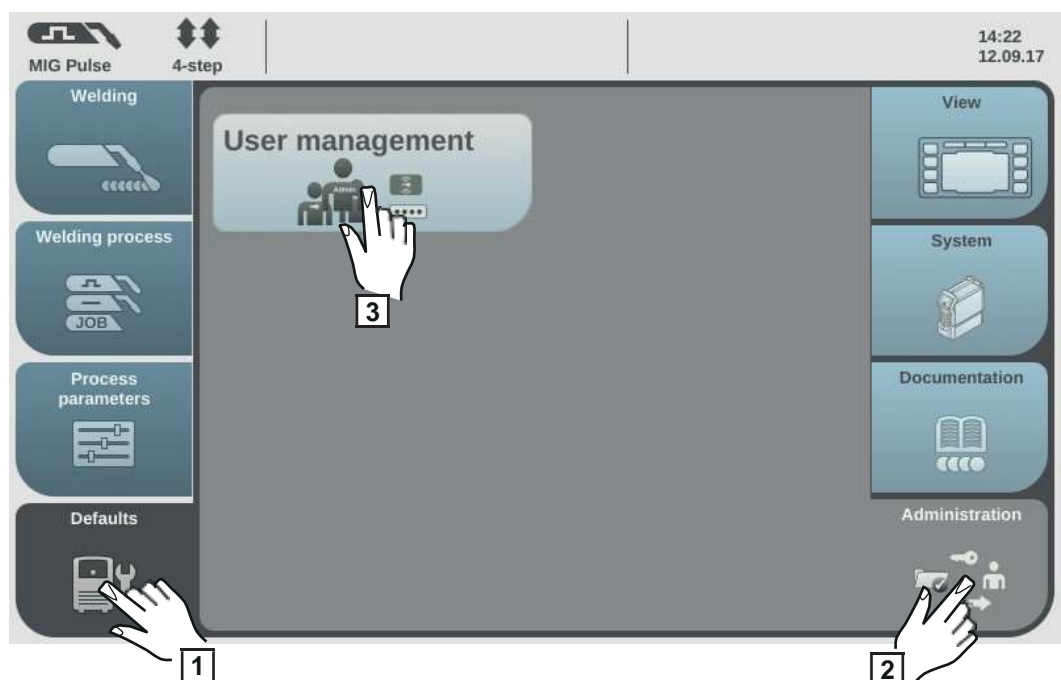 MIG Pulse
4-step
14:22
12.09.17
Welding
Welding process
JOB
Process
parameters
Defaults
User management
Admin
3
View
System
Documentation
Administration
1
2